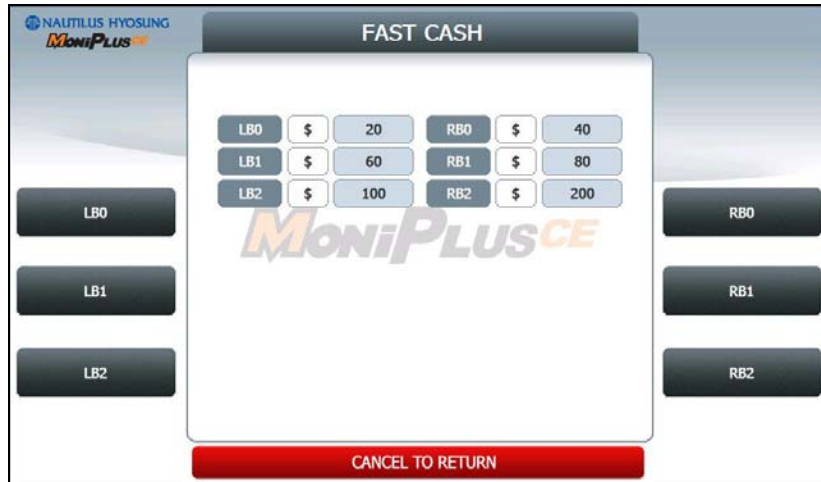 NAUTILUS HYOSUNG
MoniPlus CE
FAST CASH
LB0 $ 20 RB0 $ 40
LB1 $ 60 RB1 $ 80
LB2 $ 100 RB2 $ 200
MoniPlus CE
LB0
RB0
LB1
RB1
LB2
RB2
CANCEL TO RETURN